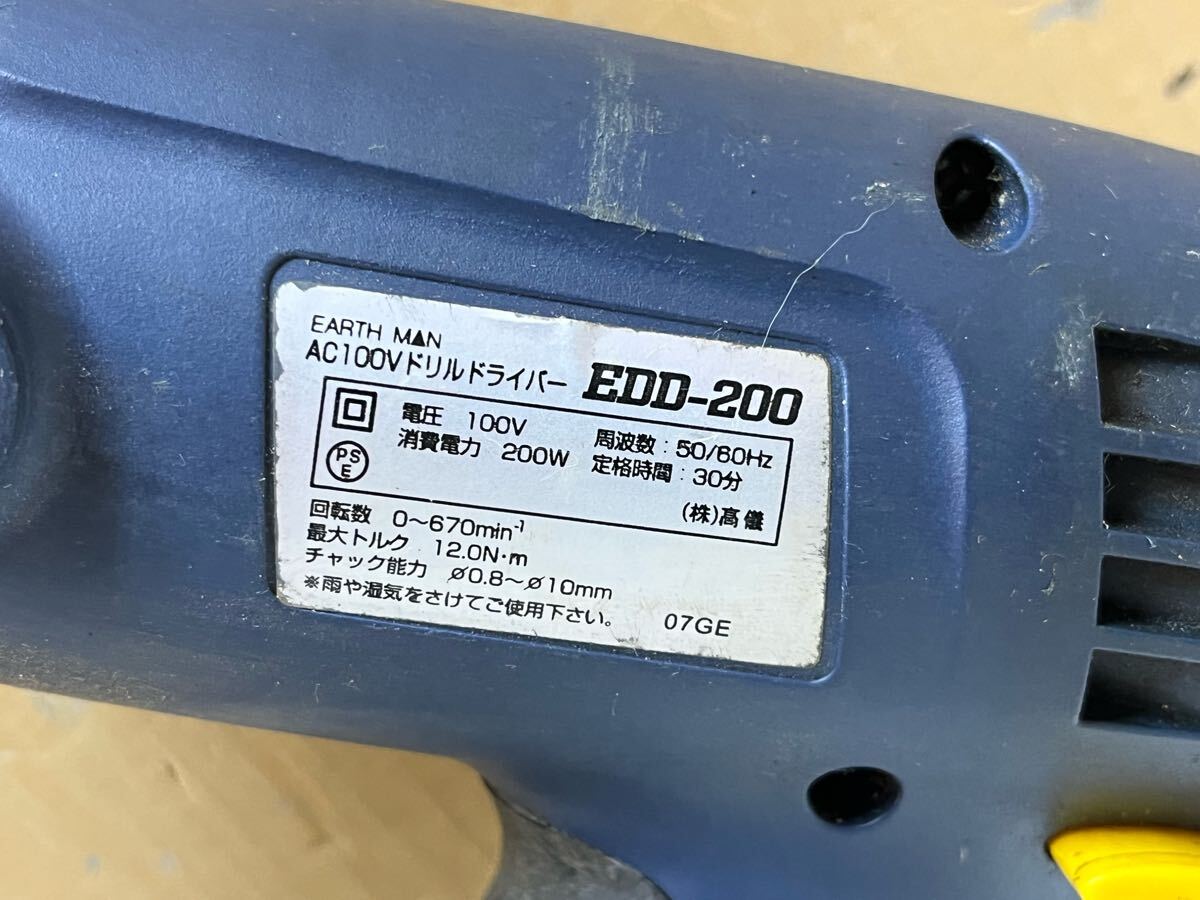 EARTH MAN
AC100Vドリルドライバー EDD-200
電圧 100V 周波数:50/60Hz
消費電力 200W 定格時間:30分
PSE
(株)髙儀
回転数 0〜670min⁻¹
最大トルク 12.0N·m
チャック能力 ø0.8〜ø10mm
※雨や湿気をさけてご使用下さい。 07GE